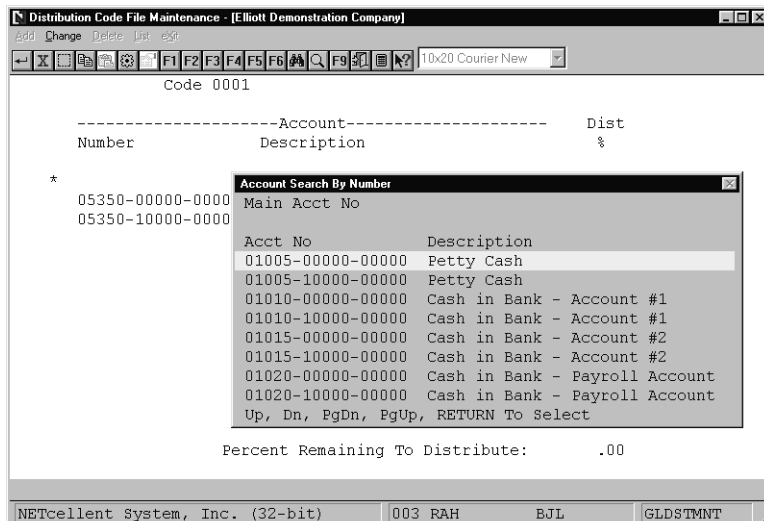 Distribution Code File Maintenance - [Elliott Demonstration Company]
Add Change Delete List eXit
X F1 F2 F3 F4 F5 F6 F9 10x20 Courier New
Code 0001
---------------------Account--------------------- Dist
Number Description %
*
05350-00000-0000
05350-10000-0000
Account Search By Number
Main Acct No
Acct No Description
01005-00000-00000 Petty Cash
01005-10000-00000 Petty Cash
01010-00000-00000 Cash in Bank - Account #1
01010-10000-00000 Cash in Bank - Account #1
01015-00000-00000 Cash in Bank - Account #2
01015-10000-00000 Cash in Bank - Account #2
01020-00000-00000 Cash in Bank - Payroll Account
01020-10000-00000 Cash in Bank - Payroll Account
Up, Dn, PgDn, PgUp, RETURN To Select
Percent Remaining To Distribute: .00
NETcellent System, Inc. (32-bit) 003 RAH BJL GLDSTMNT